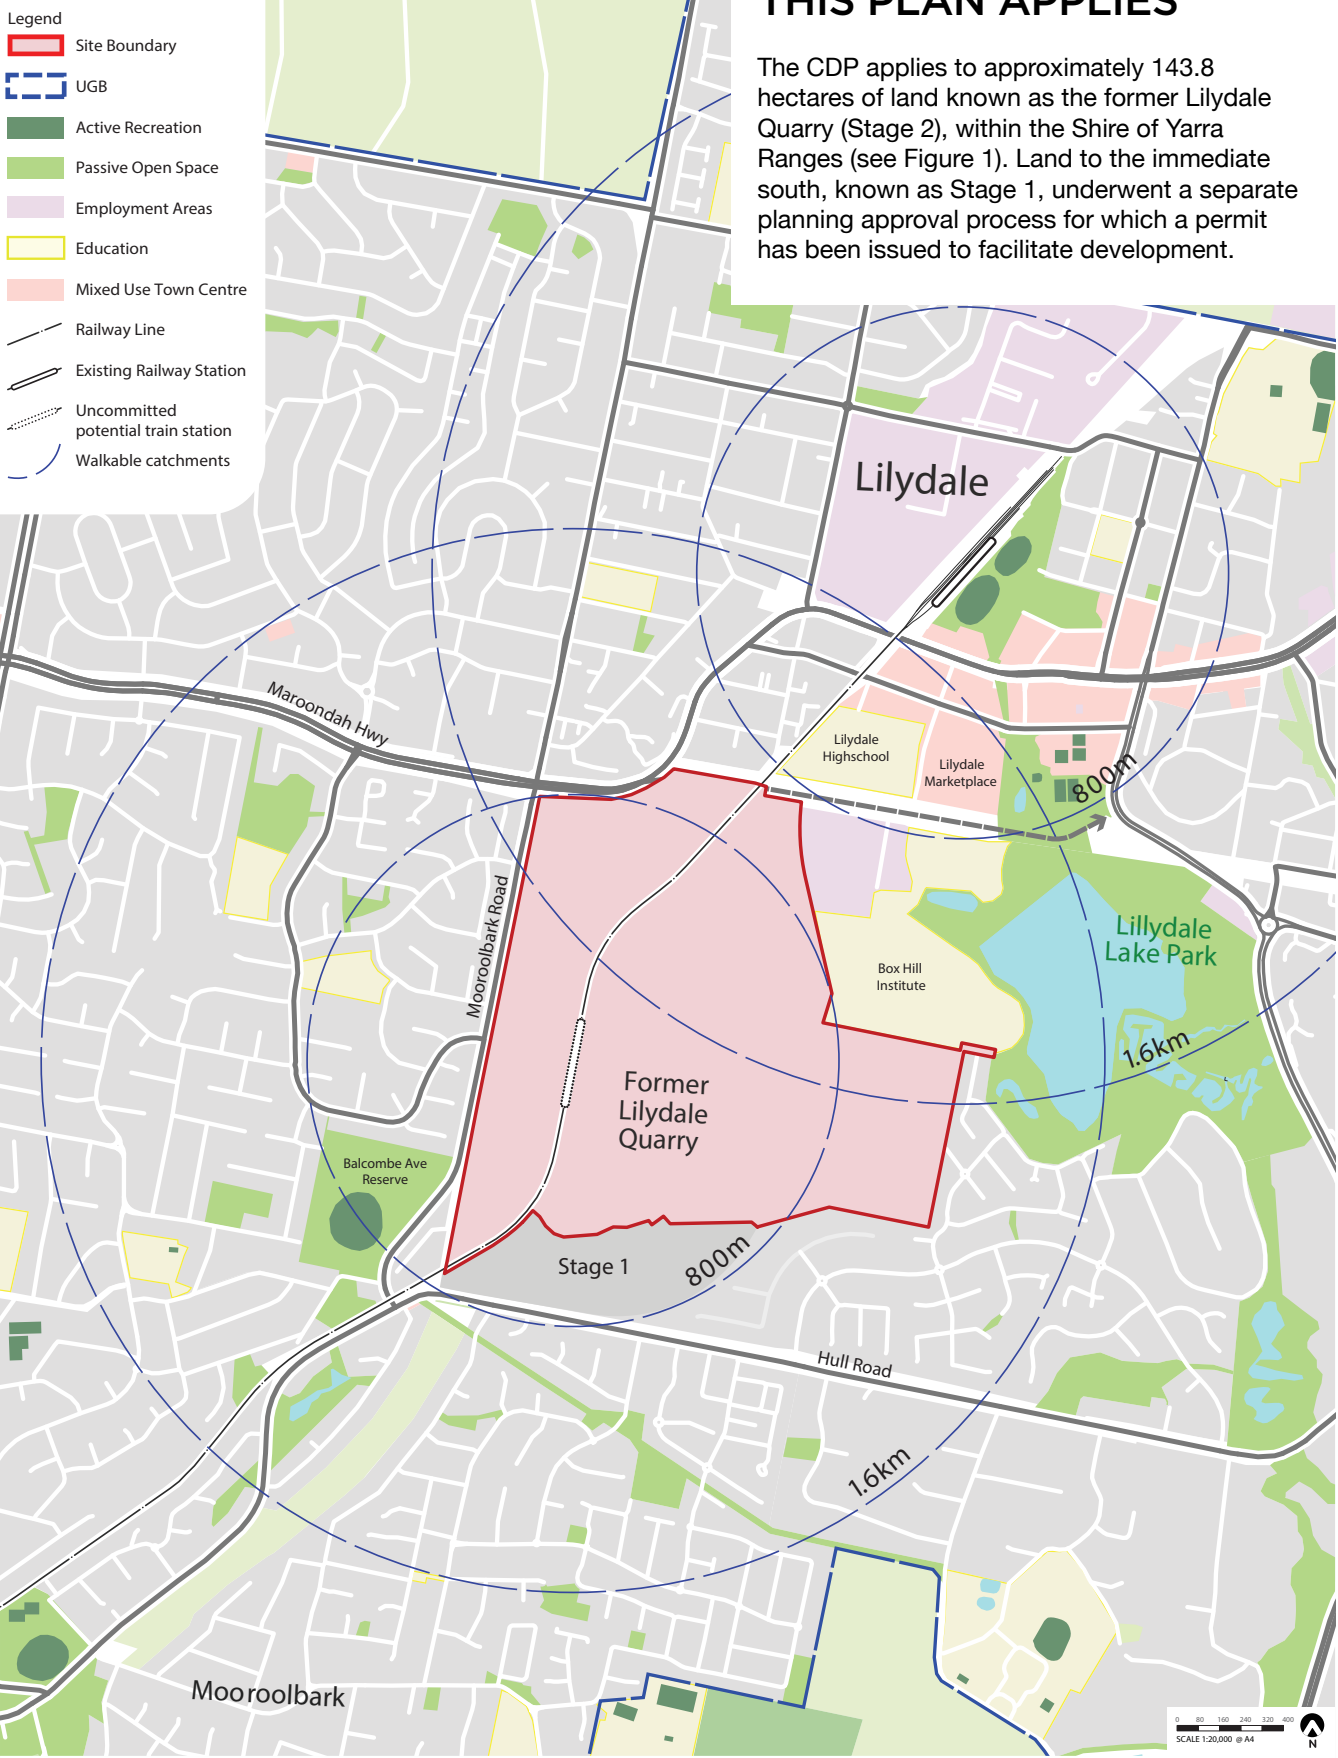 Legend
Site Boundary
UGB
Active Recreation
Passive Open Space
Employment Areas
Education
Mixed Use Town Centre
Railway Line
Existing Railway Station
Uncommitted
potential train station
Walkable catchments
THIS PLAN APPLIES
The CDP applies to approximately 143.8
hectares of land known as the former Lilydale
Quarry (Stage 2), within the Shire of Yarra
Ranges (see Figure 1). Land to the immediate
south, known as Stage 1, underwent a separate
planning approval process for which a permit
has been issued to facilitate development.
Lilydale
Maroondah Hwy
Lilydale
Highschool
Lilydale
Marketplace
800m
Mooroolbark Road
Lillydale
Lake Park
Box Hill
Institute
1.6km
Former
Lilydale
Quarry
Balcombe Ave
Reserve
Stage 1
800m
Hull Road
1.6km
Mooroolbark
0 80 160 240 320 400
SCALE 1:20,000 @ A4
N